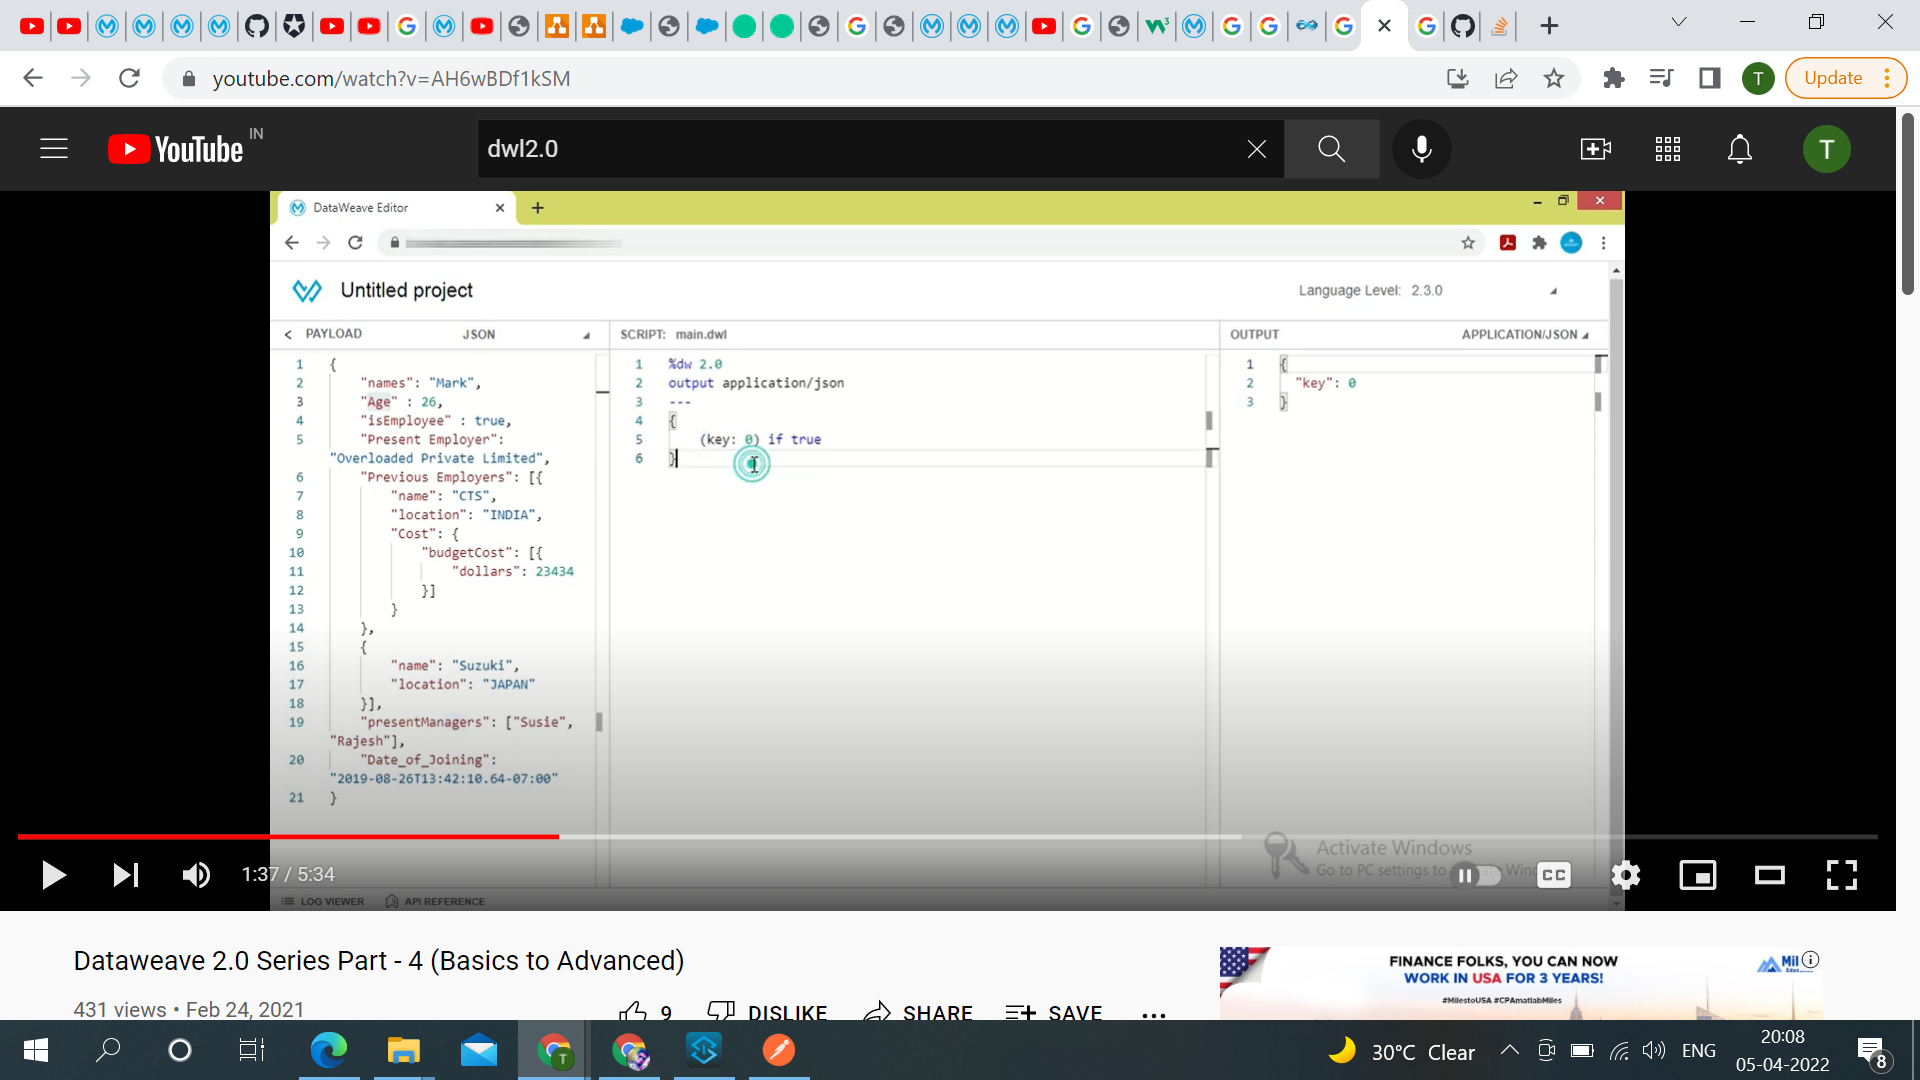 youtube.com/watch?v=AH6wBDf1kSM
T
Update
YouTube IN
dwl2.0
T
DataWeave Editor
Untitled project
Language Level: 2.3.0
PAYLOAD JSON
SCRIPT: main.dwl
OUTPUT APPLICATION/JSON
1 {
2 "names": "Mark",
3 "Age" : 26,
4 "isEmployee" : true,
5 "Present Employer":
"Overloaded Private Limited",
6 "Previous Employers": [{
7 "name": "CTS",
8 "location": "INDIA",
9 "Cost": {
10 "budgetCost": [{
11 "dollars": 23434
12 }]
13 }
14 },
15 {
16 "name": "Suzuki",
17 "location": "JAPAN"
18 }],
19 "presentManagers": ["Susie",
"Rajesh"],
20 "Date_of_Joining":
"2019-08-26T13:42:10.64-07:00"
21 }
1 %dw 2.0
2 output application/json
3 ---
4 {
5 (key: 0) if true
6 }
1 {
2 "key": 0
3 }
Activate Windows
Go to PC settings to
1:37 / 5:34
CC
LOG VIEWER API REFERENCE
Dataweave 2.0 Series Part - 4 (Basics to Advanced)
431 views • Feb 24, 2021
9 DISLIKE SHARE SAVE
FINANCE FOLKS, YOU CAN NOW
WORK IN USA FOR 3 YEARS!
#MilestoUSA #CPAmatlabMiles
30°C Clear
ENG
20:08
05-04-2022
8